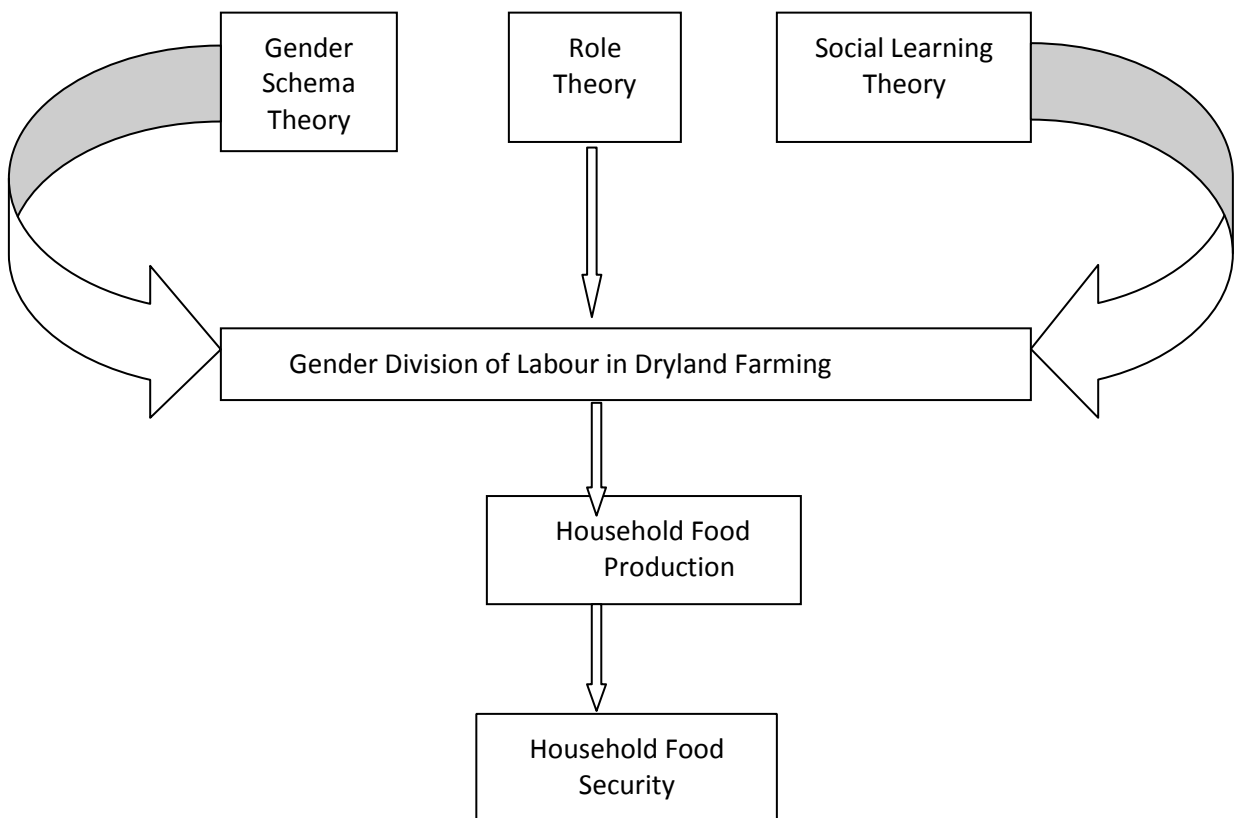 Gender
Schema
Theory
Role
Theory
Social Learning
Theory
Gender Division of Labour in Dryland Farming
Household Food
Production
Household Food
Security